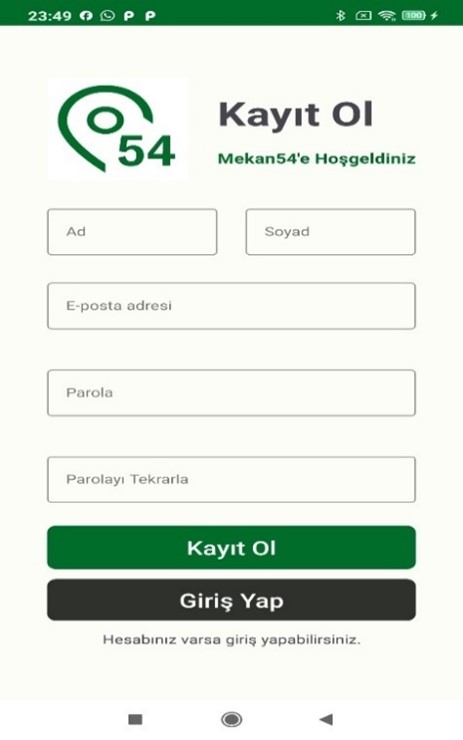 23:49 P P 100
54
Kayıt Ol
Mekan54'e Hoşgeldiniz
Ad Soyad
E-posta adresi
Parola
Parolayı Tekrarla
Kayıt Ol
Giriş Yap
Hesabınız varsa giriş yapabilirsiniz.